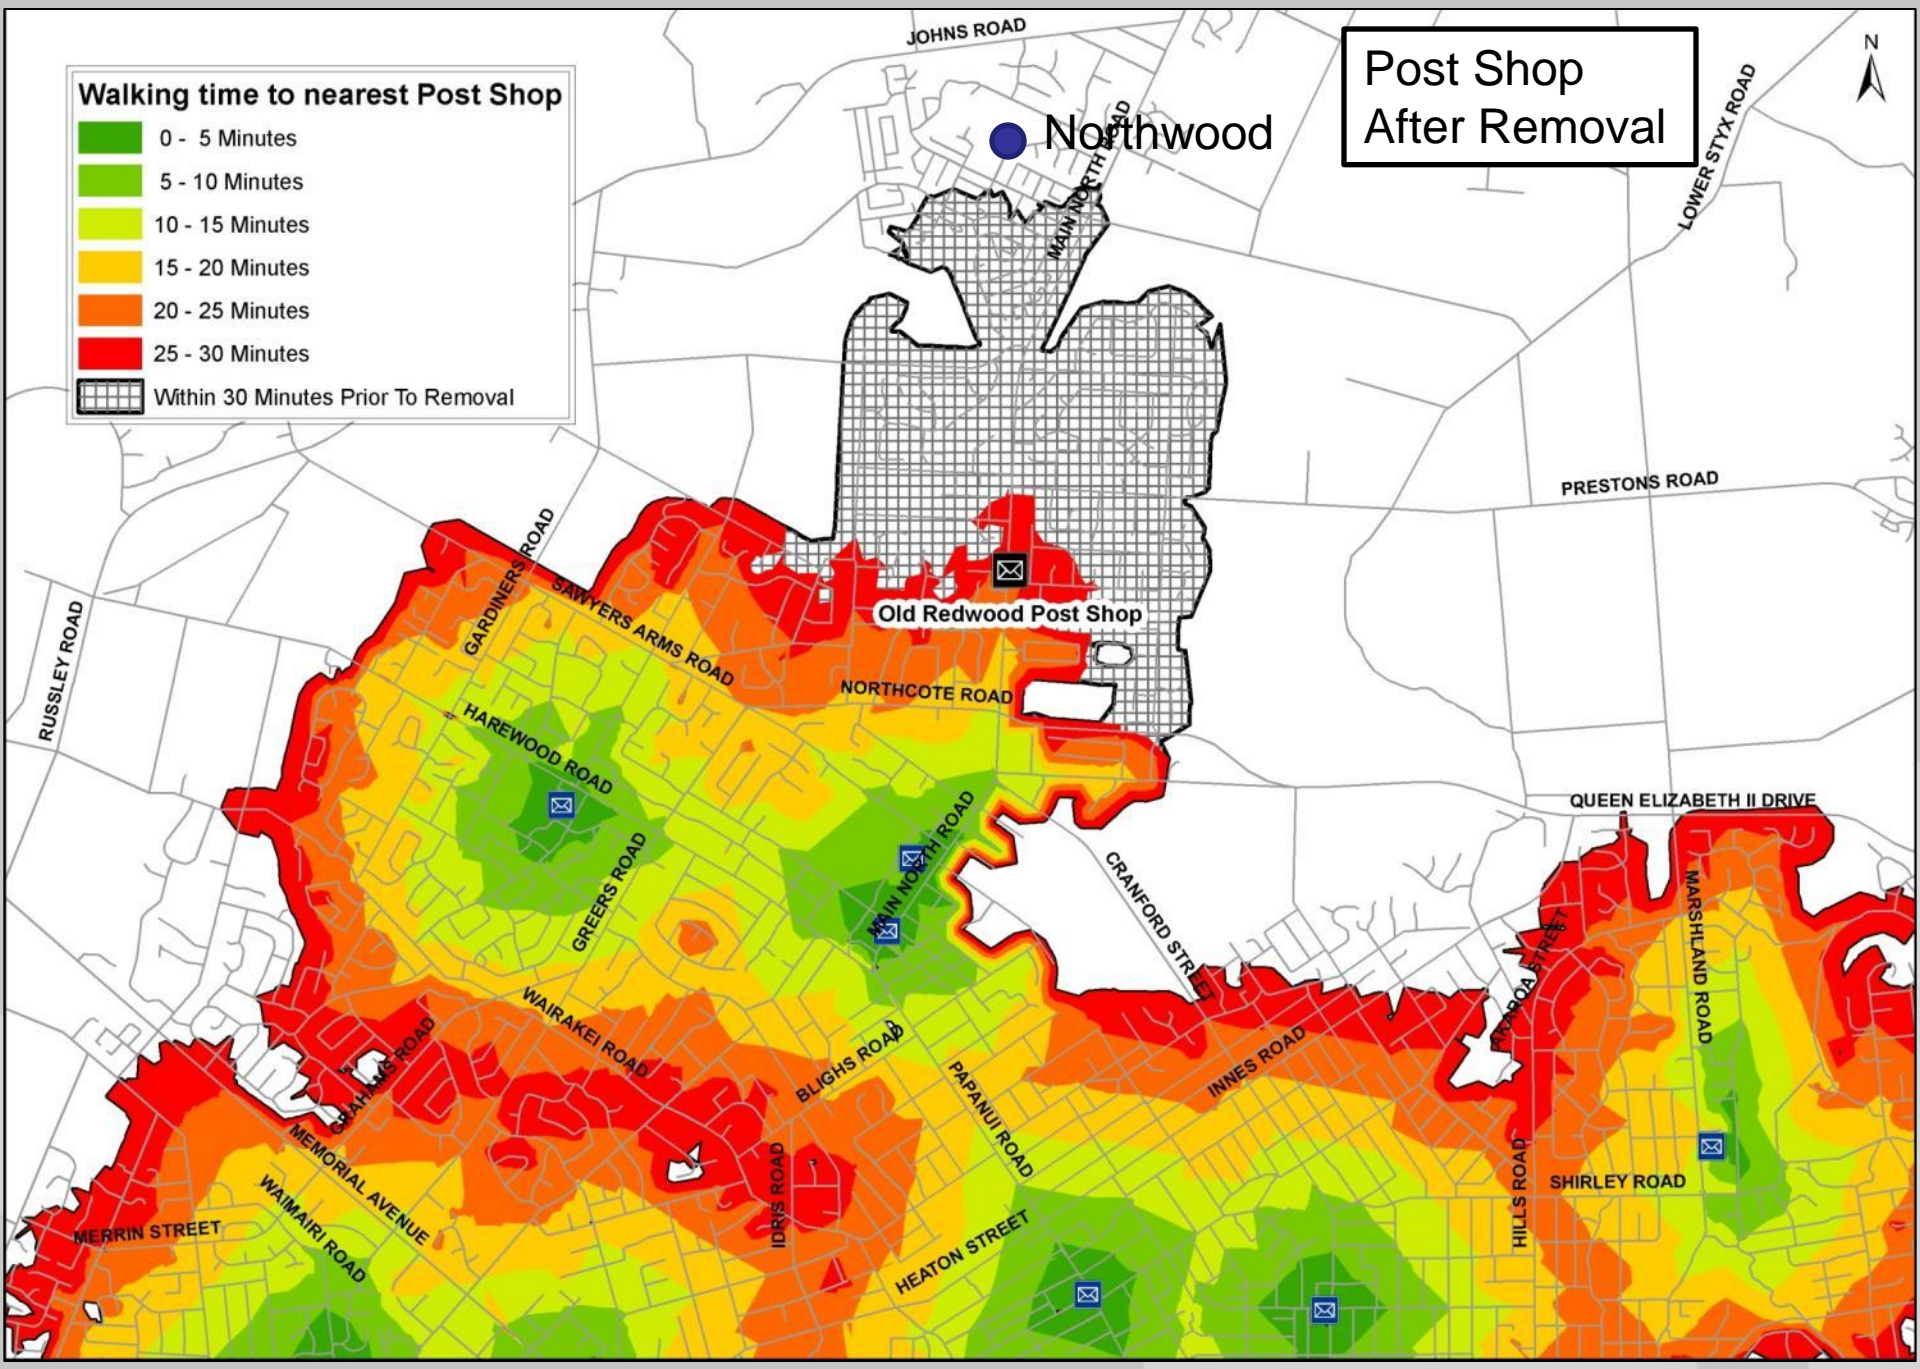 JOHNS ROAD
Post Shop
After Removal
N
Walking time to nearest Post Shop
0 - 5 Minutes
5 - 10 Minutes
10 - 15 Minutes
15 - 20 Minutes
20 - 25 Minutes
25 - 30 Minutes
Within 30 Minutes Prior To Removal
Northwood
MAIN NORTH ROAD
LOWER STYX ROAD
PRESTONS ROAD
GARDINERS ROAD
SAWYERS ARMS ROAD
Old Redwood Post Shop
RUSSLEY ROAD
NORTHCOTE ROAD
HAREWOOD ROAD
QUEEN ELIZABETH II DRIVE
MAIN NORTH ROAD
GREERS ROAD
CRANFORD STREET
MARSHLAND ROAD
AKAROA STREET
WAIRAKEI ROAD
GRAHAMS ROAD
BLIGHS ROAD
PAPANUI ROAD
INNES ROAD
MEMORIAL AVENUE
IDRIS ROAD
HILLS ROAD
SHIRLEY ROAD
MERRIN STREET
WAIMAIRI ROAD
HEATON STREET